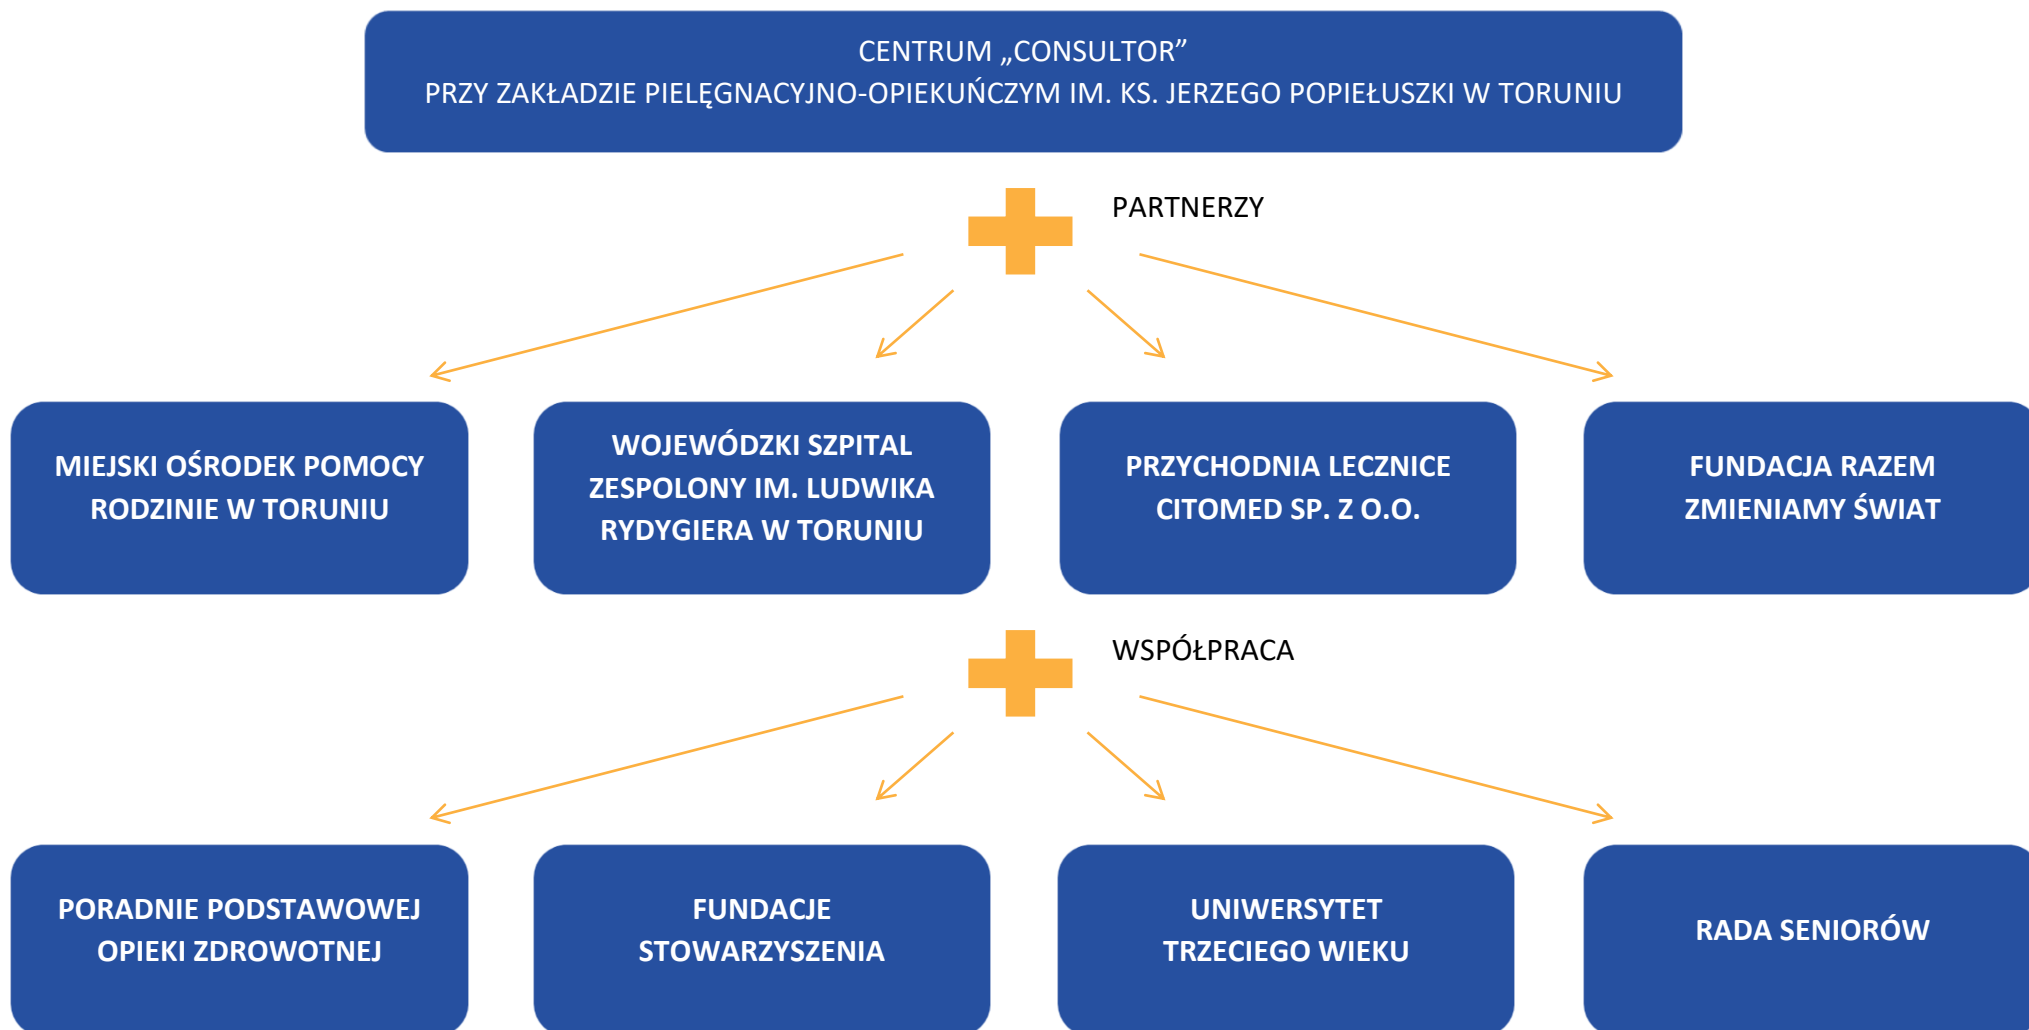 CENTRUM „CONSULTOR”
PRZY ZAKŁADZIE PIELĘGNACYJNO-OPIEKUŃCZYM IM. KS. JERZEGO POPIEŁUSZKI W TORUNIU
PARTNERZY
MIEJSKI OŚRODEK POMOCY
RODZINIE W TORUNIU
WOJEWÓDZKI SZPITAL
ZESPOLONY IM. LUDWIKA
RYDYGIERA W TORUNIU
PRZYCHODNIA LECZNICE
CITOMED SP. Z O.O.
FUNDACJA RAZEM
ZMIENIAMY ŚWIAT
WSPÓŁPRACA
PORADNIE PODSTAWOWEJ
OPIEKI ZDROWOTNEJ
FUNDACJE
STOWARZYSZENIA
UNIWERSYTET
TRZECIEGO WIEKU
RADA SENIORÓW